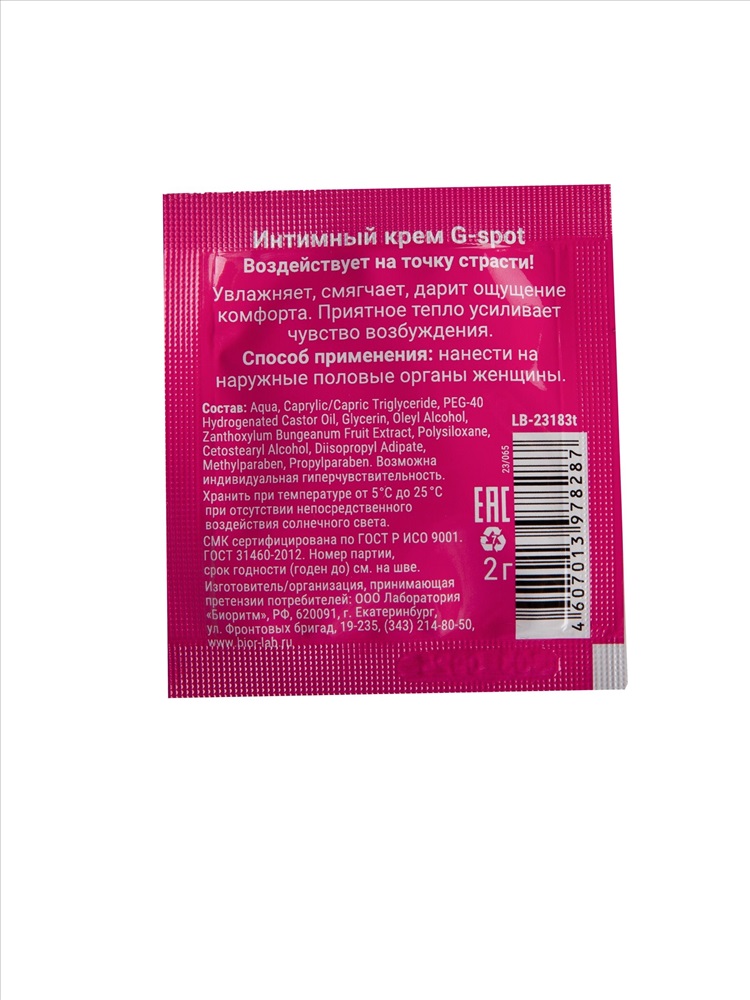 Интимный крем G-spot
Воздействует на точку страсти!
Увлажняет, смягчает, дарит ощущение
комфорта. Приятное тепло усиливает
чувство возбуждения.
Способ применения: нанести на
наружные половые органы женщины.
Состав: Aqua, Caprylic/Capric Triglyceride, PEG-40
Hydrogenated Castor Oil, Glycerin, Oleyl Alcohol,
Zanthoxylum Bungeanum Fruit Extract, Polysiloxane,
Cetostearyl Alcohol, Diisopropyl Adipate,
Methylparaben, Propylparaben. Возможна
индивидуальная гиперчувствительность.
Хранить при температуре от 5°С до 25°С
при отсутствии непосредственного
воздействия солнечного света.
СМК сертифицирована по ГОСТ Р ИСО 9001.
ГОСТ 31460-2012. Номер партии,
срок годности (годен до) см. на шве.
Изготовитель/организация, принимающая
претензии потребителей: ООО Лаборатория
«Биоритм», РФ, 620091, г. Екатеринбург,
ул. Фронтовых бригад, 19-235, (343) 214-80-50,
www.bior-lab.ru
LB-23183t
23/065
EAC
2 г
4607013978287